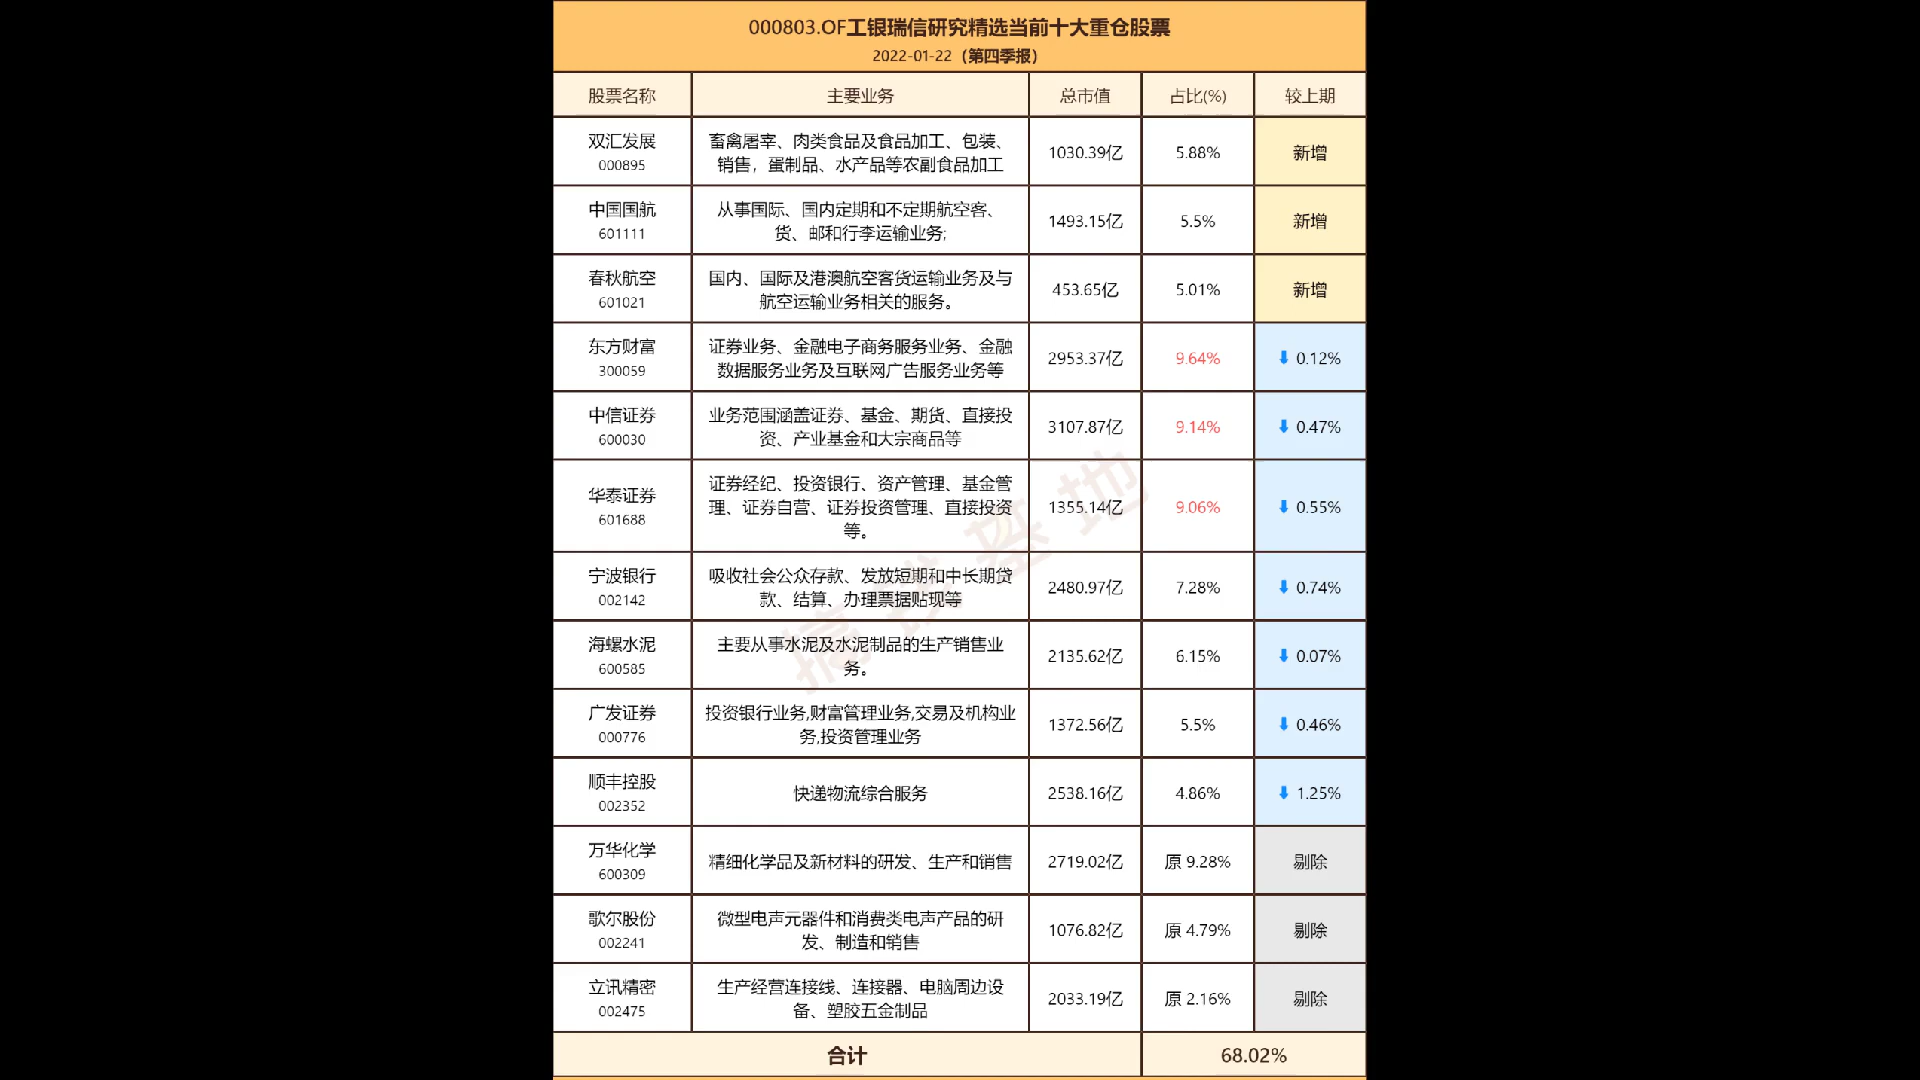 000803.OF工银瑞信研究精选当前十大重仓股票
2022-01-22（第四季报）
股票名称 主要业务 总市值 占比(%) 较上期
双汇发展
000895
畜禽屠宰、肉类食品及食品加工、包装、
销售，蛋制品、水产品等农副食品加工
1030.39亿 5.88% 新增
中国国航
601111
从事国际、国内定期和不定期航空客、
货、邮和行李运输业务;
1493.15亿 5.5% 新增
春秋航空
601021
国内、国际及港澳航空客货运输业务及与
航空运输业务相关的服务。
453.65亿 5.01% 新增
东方财富
300059
证券业务、金融电子商务服务业务、金融
数据服务业务及互联网广告服务业务等
2953.37亿 9.64% ⬇ 0.12%
中信证券
600030
业务范围涵盖证券、基金、期货、直接投
资、产业基金和大宗商品等
3107.87亿 9.14% ⬇ 0.47%
华泰证券
601688
证券经纪、投资银行、资产管理、基金管
理、证券自营、证券投资管理、直接投资
等。
1355.14亿 9.06% ⬇ 0.55%
宁波银行
002142
吸收社会公众存款、发放短期和中长期贷
款、结算、办理票据贴现等
2480.97亿 7.28% ⬇ 0.74%
海螺水泥
600585
主要从事水泥及水泥制品的生产销售业
务。
2135.62亿 6.15% ⬇ 0.07%
广发证券
000776
投资银行业务,财富管理业务,交易及机构业
务,投资管理业务
1372.56亿 5.5% ⬇ 0.46%
顺丰控股
002352
快递物流综合服务
2538.16亿 4.86% ⬇ 1.25%
万华化学
600309
精细化学品及新材料的研发、生产和销售
2719.02亿 原 9.28% 剔除
歌尔股份
002241
微型电声元器件和消费类电声产品的研
发、制造和销售
1076.82亿 原 4.79% 剔除
立讯精密
002475
生产经营连接线、连接器、电脑周边设
备、塑胶五金制品
2033.19亿 原 2.16% 剔除
合计 68.02%
搞钱基地